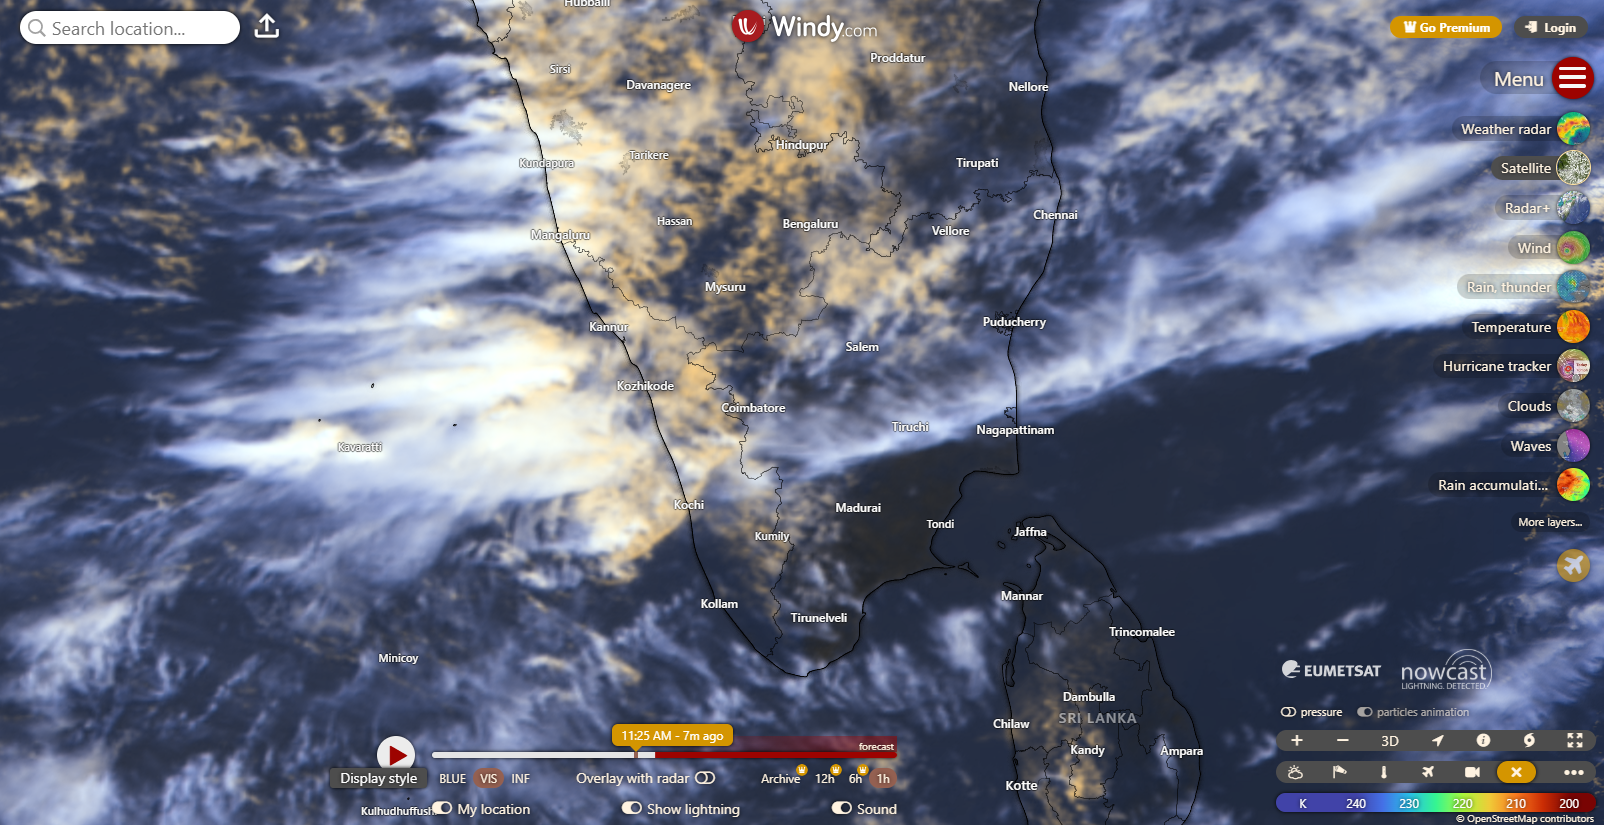 Hubballi
Search location...
Windy.com
Go Premium
Login
Proddatur
Sirsi
Davanagere
Nellore
Menu
Weather radar
Hindupur
Tarikere
Kundapura
Tirupati
Satellite
Radar+
Hassan
Bengaluru
Chennai
Mangaluru
Vellore
Wind
Mysuru
Rain, thunder
Kannur
Puducherry
Temperature
Salem
Hurricane tracker
Kozhikode
Coimbatore
Clouds
Tiruchi
Nagapattinam
Kavaratti
Waves
Rain accumulati...
Kochi
Madurai
Tondi
More layers...
Kumily
Jaffna
Kollam
Mannar
Tirunelveli
Trincomalee
Minicoy
EUMETSAT
nowcast
LIGHTNING. DETECTED
Dambulla
pressure
particles animation
SRI LANKA
Chilaw
11:25 AM - 7m ago
forecast
3D
Kandy
Ampara
Display style
BLUE VIS INF
Overlay with radar
Archive 12h 6h 1h
Kotte
K 240 230 220 210 200
Kulhudhuffush
My location
Show lightning
Sound
© OpenStreetMap contributors